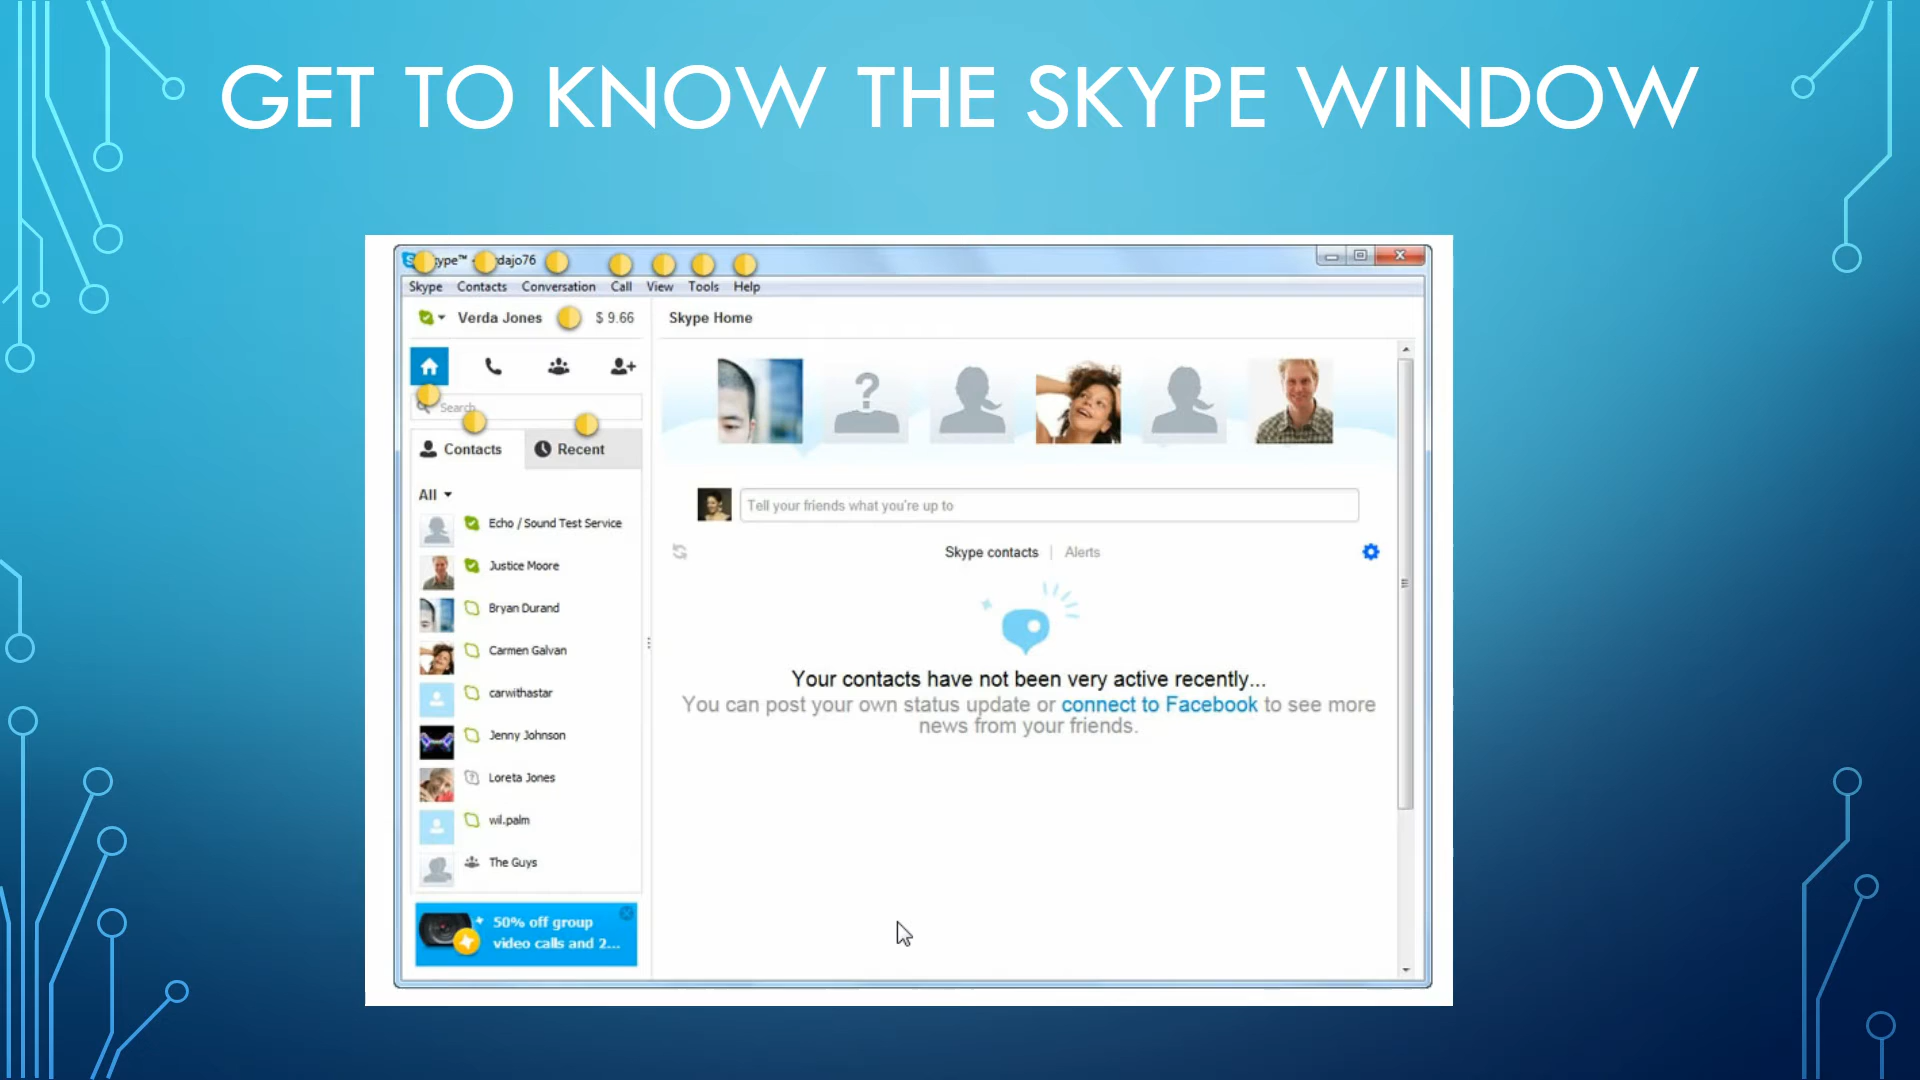 GET TO KNOW THE SKYPE WINDOW
Skype Contacts Conversation Call View Tools Help
Verda Jones $ 9.66
Skype Home
Search
Contacts Recent
All
Echo / Sound Test Service
Justice Moore
Bryan Durand
Carmen Galvan
carwithastar
Jenny Johnson
Loreta Jones
wil.palm
The Guys
50% off group
video calls and 2...
Tell your friends what you're up to
Skype contacts | Alerts
Your contacts have not been very active recently...
You can post your own status update or connect to Facebook to see more
news from your friends.